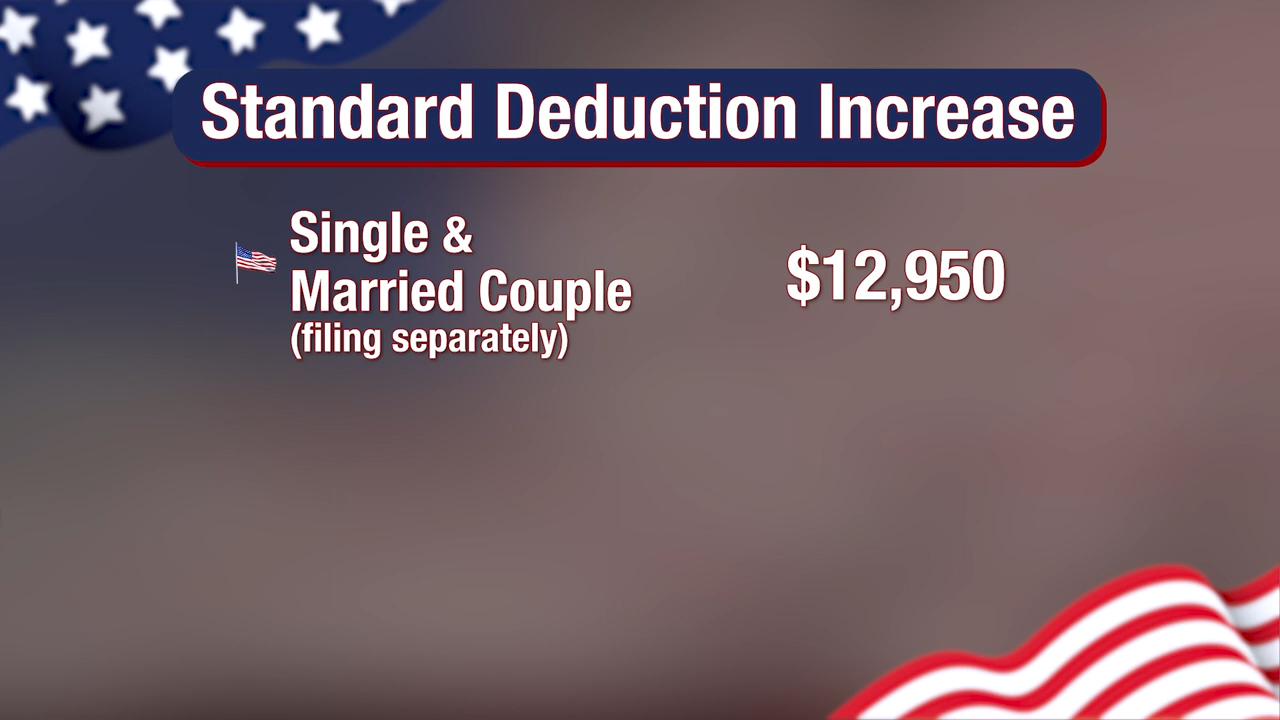 Standard Deduction Increase
Single &
Married Couple
(filing separately)
$12,950